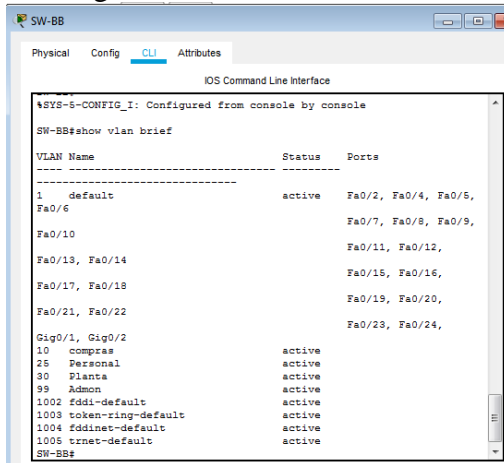 SW-BB
Physical Config CLI Attributes
IOS Command Line Interface
%SYS-5-CONFIG_I: Configured from console by console
SW-BB#show vlan brief
VLAN Name Status Ports
---- -------------------------------- ---------
-------------------------------
1 default active Fa0/2, Fa0/4, Fa0/5,
Fa0/6
Fa0/7, Fa0/8, Fa0/9,
Fa0/10
Fa0/11, Fa0/12,
Fa0/13, Fa0/14
Fa0/15, Fa0/16,
Fa0/17, Fa0/18
Fa0/19, Fa0/20,
Fa0/21, Fa0/22
Fa0/23, Fa0/24,
Gig0/1, Gig0/2
10 compras active
25 Personal active
30 Planta active
99 Admon active
1002 fddi-default active
1003 token-ring-default active
1004 fddinet-default active
1005 trnet-default active
SW-BB#